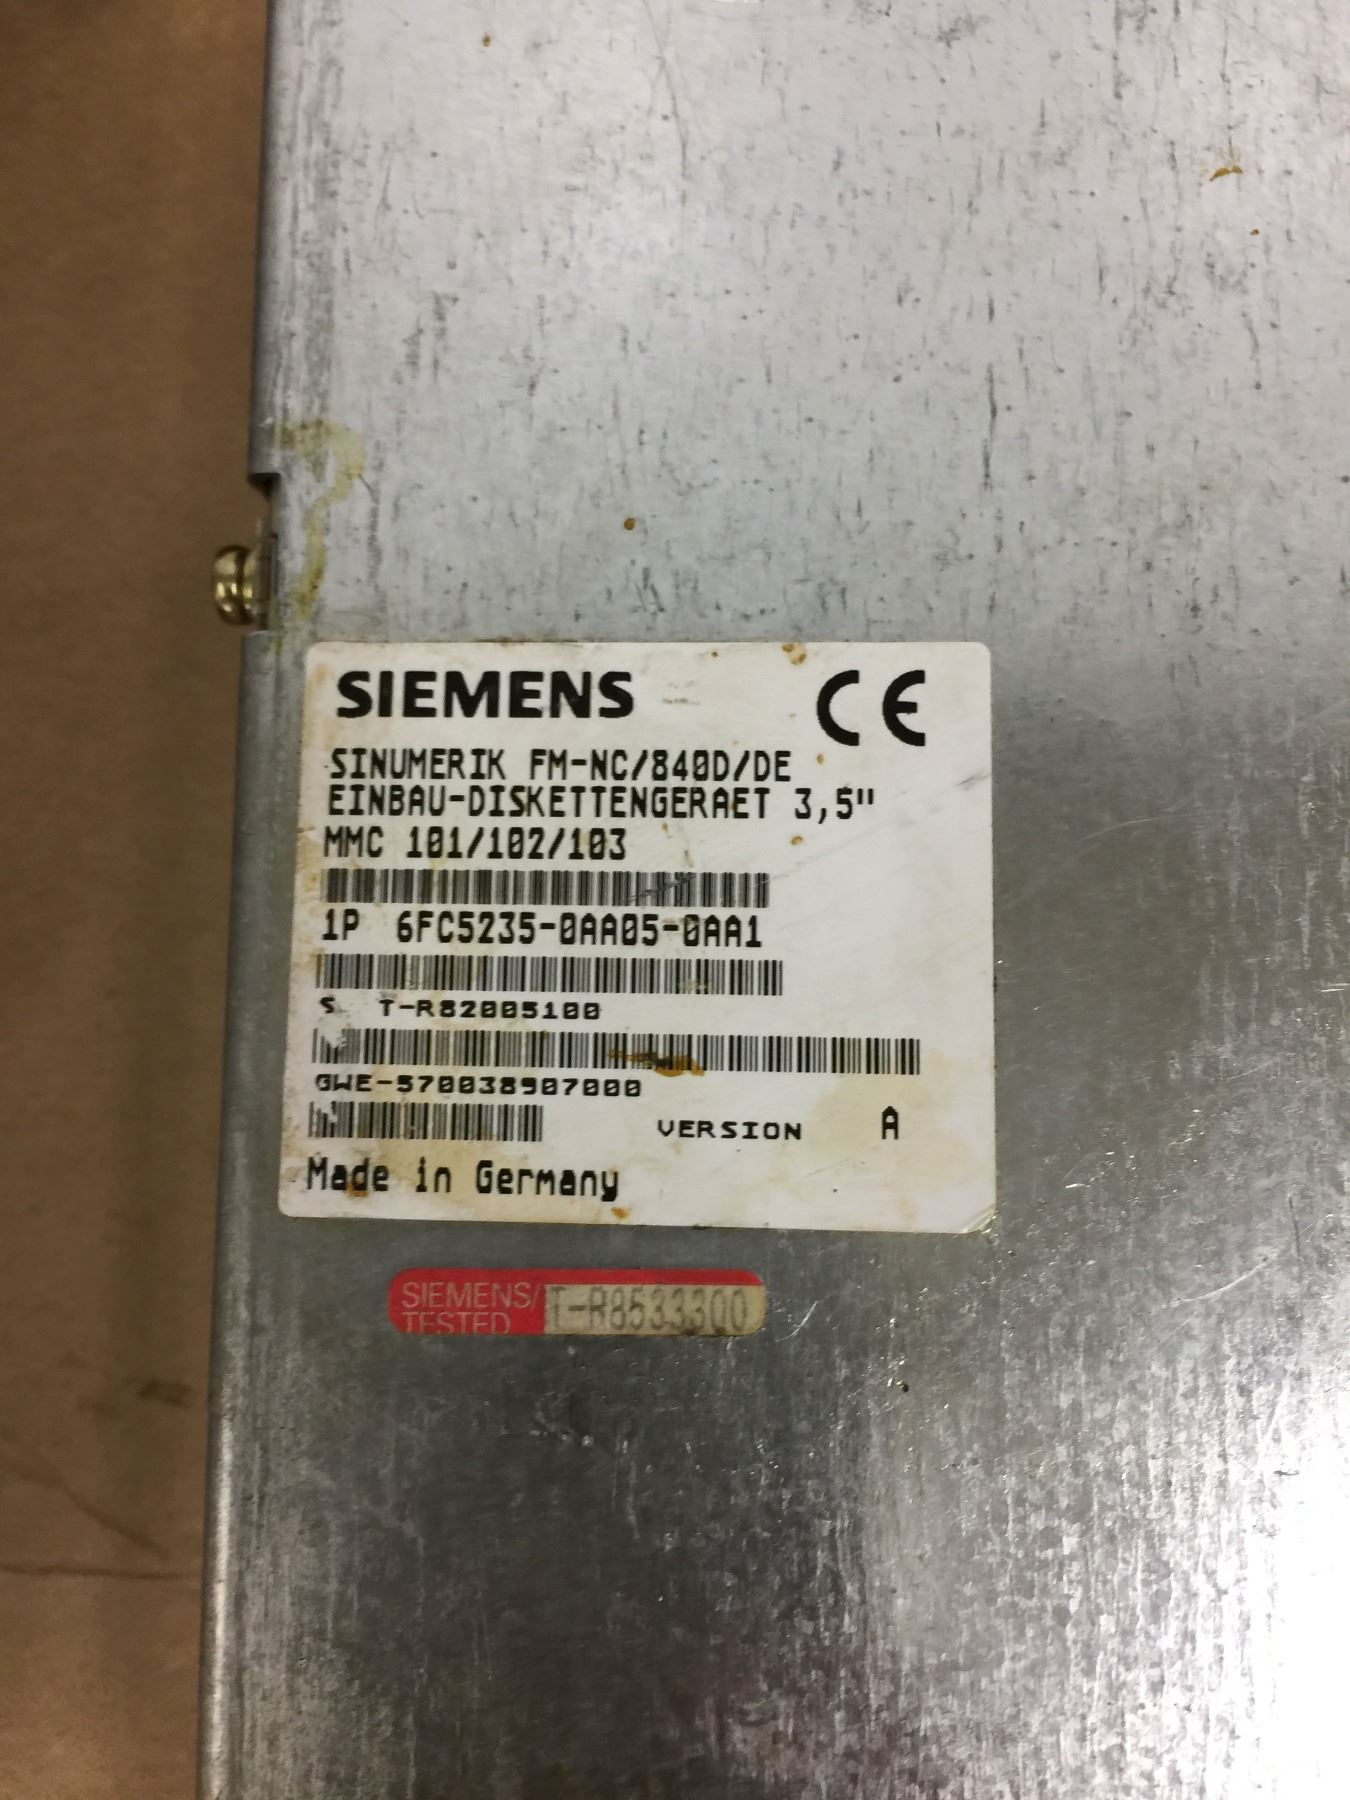 SIEMENS CE
SINUMERIK FM-NC/840D/DE
EINBAU-DISKETTENGERAET 3,5"
MMC 101/102/103
1P 6FC5235-0AA05-0AA1
S T-R82005100
GWE-570038907000
VERSION A
Made in Germany
SIEMENS/ T-R8533300
TESTED